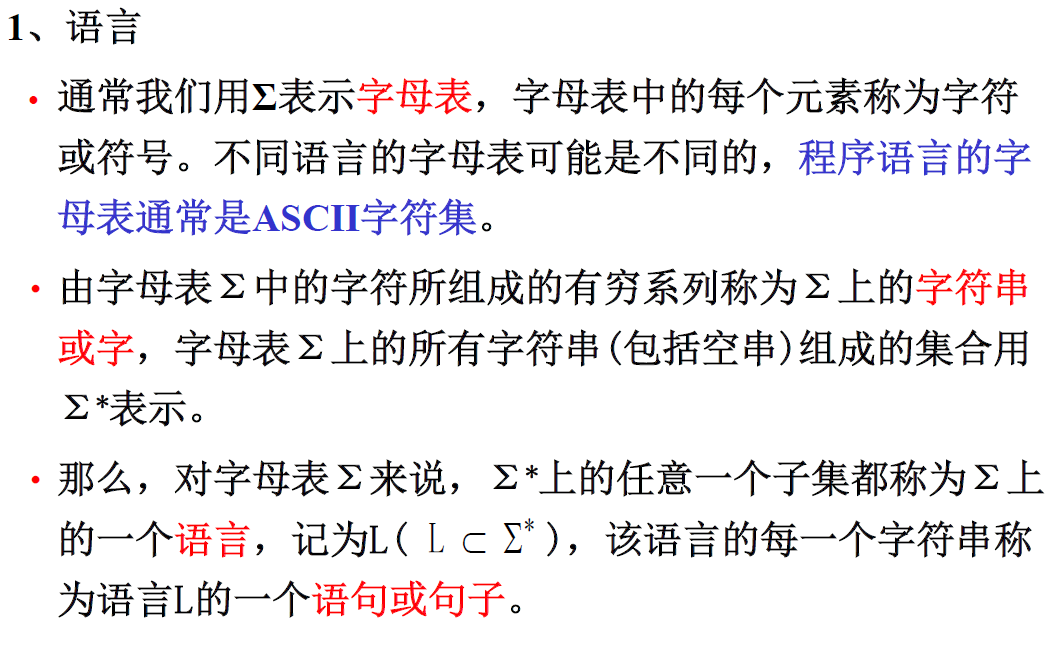 1、语言
• 通常我们用Σ表示字母表，字母表中的每个元素称为字符
或符号。不同语言的字母表可能是不同的，程序语言的字
母表通常是ASCII字符集。
• 由字母表Σ中的字符所组成的有穷系列称为Σ上的字符串
或字，字母表Σ上的所有字符串(包括空串)组成的集合用
Σ*表示。
• 那么，对字母表Σ来说，Σ*上的任意一个子集都称为Σ上
的一个语言，记为L( L ⊂ Σ* )，该语言的每一个字符串称
为语言L的一个语句或句子。